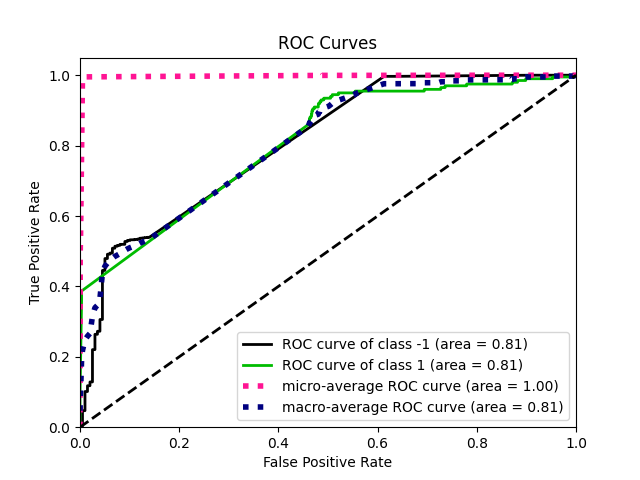 ROC Curves
True Positive Rate
1.0
0.8
0.6
0.4
0.2
0.0
ROC curve of class -1 (area = 0.81)
ROC curve of class 1 (area = 0.81)
micro-average ROC curve (area = 1.00)
macro-average ROC curve (area = 0.81)
0.0 0.2 0.4 0.6 0.8 1.0
False Positive Rate